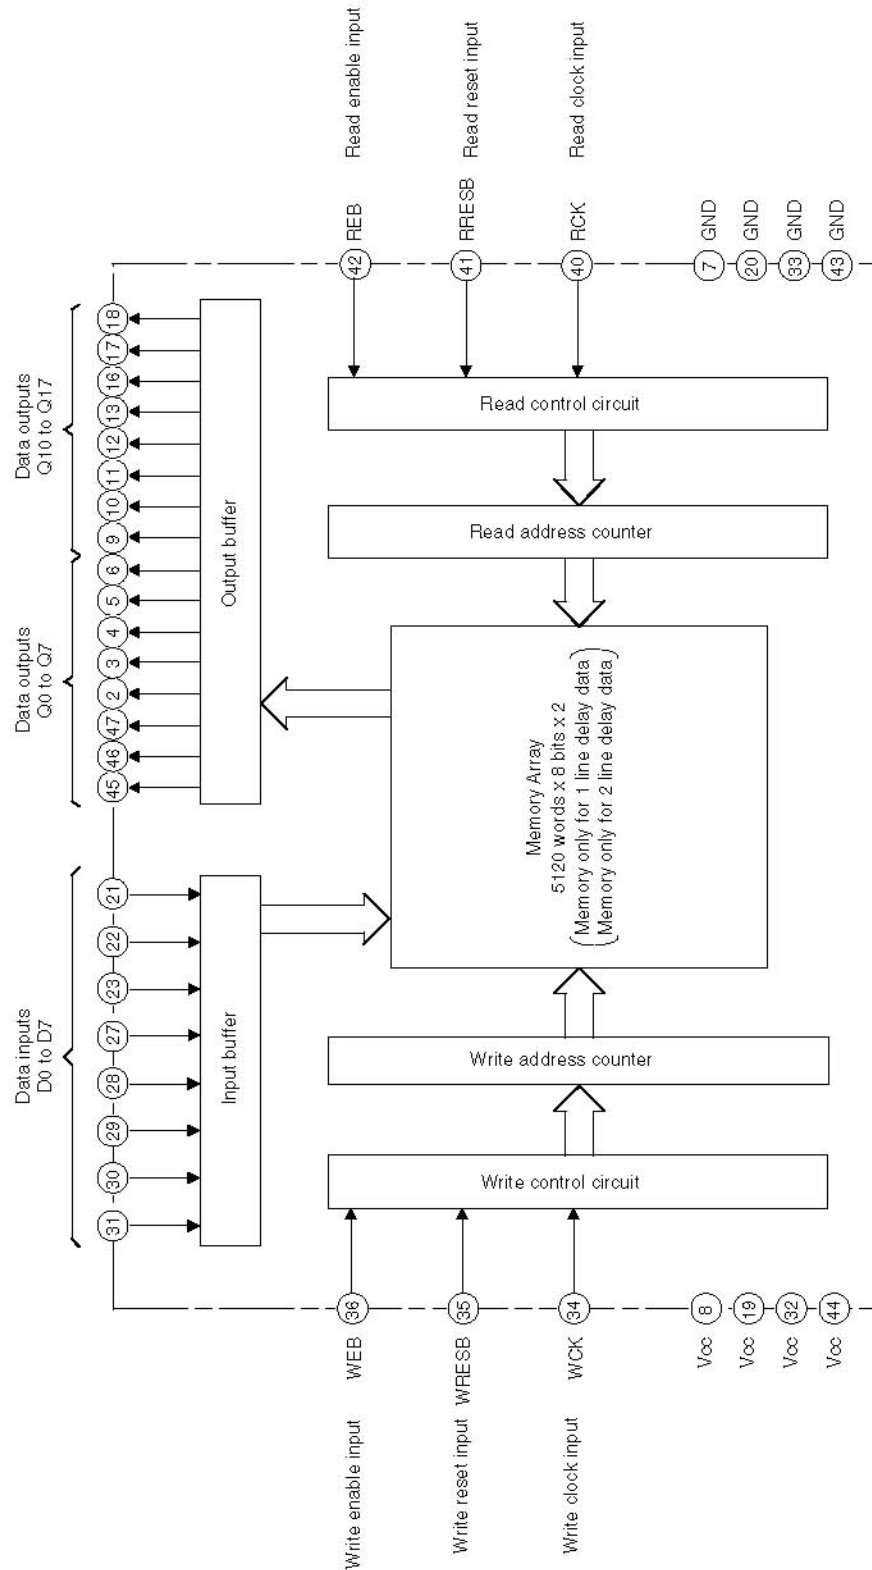 Data inputs
D0 to D7
Data outputs
Q0 to Q7
Data outputs
Q10 to Q17
31
30
29
28
27
23
22
21
45
46
47
2
3
4
5
6
9
10
11
12
13
16
17
18
Input buffer
Output buffer
Write enable input
WEB
36
Write reset input
WRESB
35
Write clock input
WCK
34
Write control circuit
Write address counter
Memory Array
5120 words x 8 bits x 2
Memory only for 1 line delay data
Memory only for 2 line delay data
Read address counter
Read control circuit
42
REB
Read enable input
41
RRESB
Read reset input
40
RCK
Read clock input
Vcc
8
Vcc
19
Vcc
32
Vcc
44
7
GND
20
GND
33
GND
43
GND